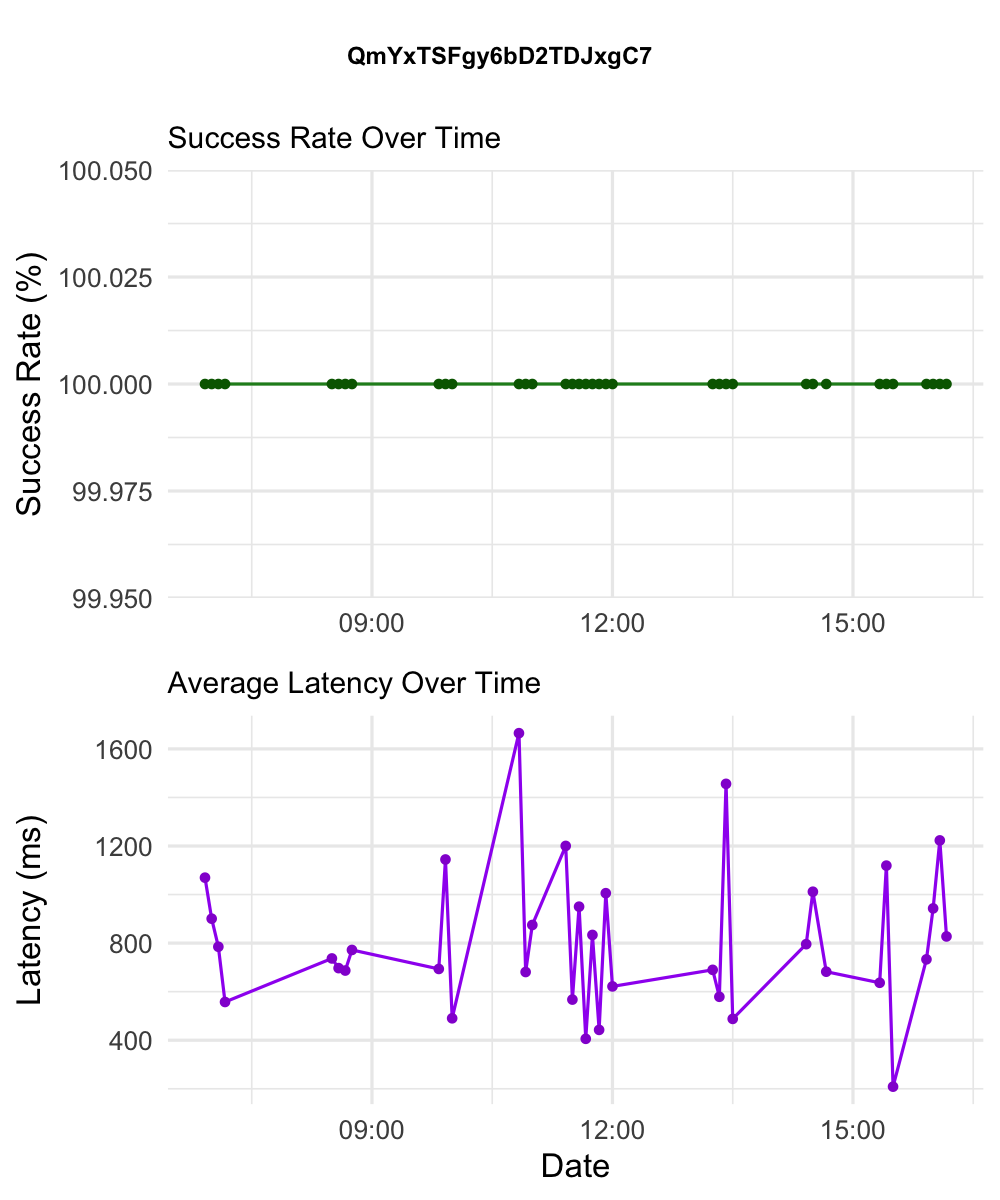 QmYxTSFgy6bD2TDJxgC7
Success Rate Over Time
Success Rate (%)
100.050
100.025
100.000
99.975
99.950
09:00 12:00 15:00
Average Latency Over Time
Latency (ms)
1600
1200
800
400
09:00 12:00 15:00
Date